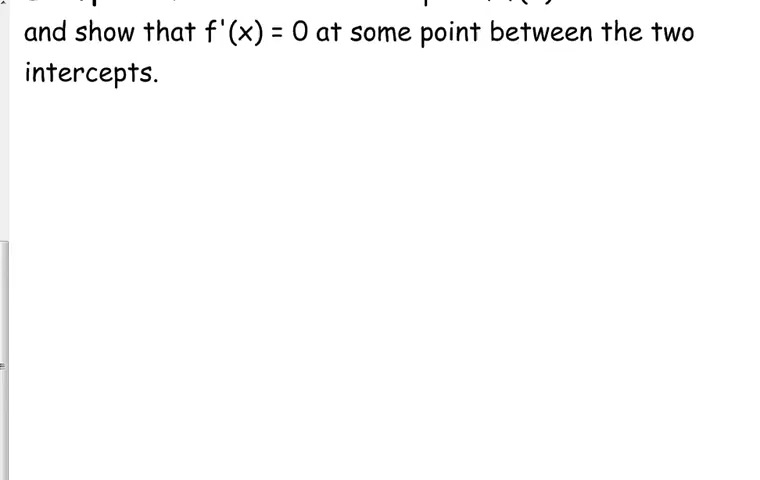 and show that f'(x) = 0 at some point between the two
intercepts.